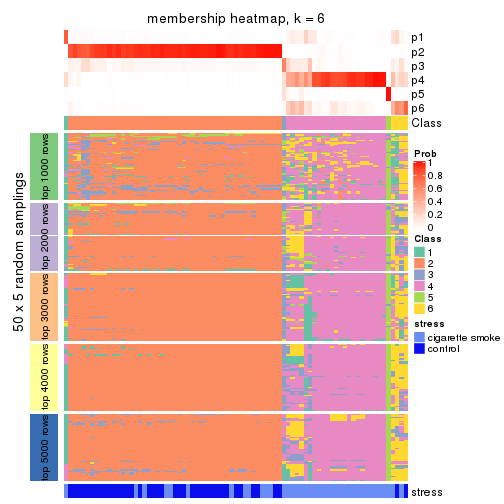 membership heatmap, k = 6
p1
p2
p3
p4
p5
p6
Class
50 x 5 random samplings
top 1000 rows
top 2000 rows
top 3000 rows
top 4000 rows
top 5000 rows
stress
Prob
1
0.8
0.6
0.4
0.2
0
Class
1
2
3
4
5
6
stress
cigarette smoke
control